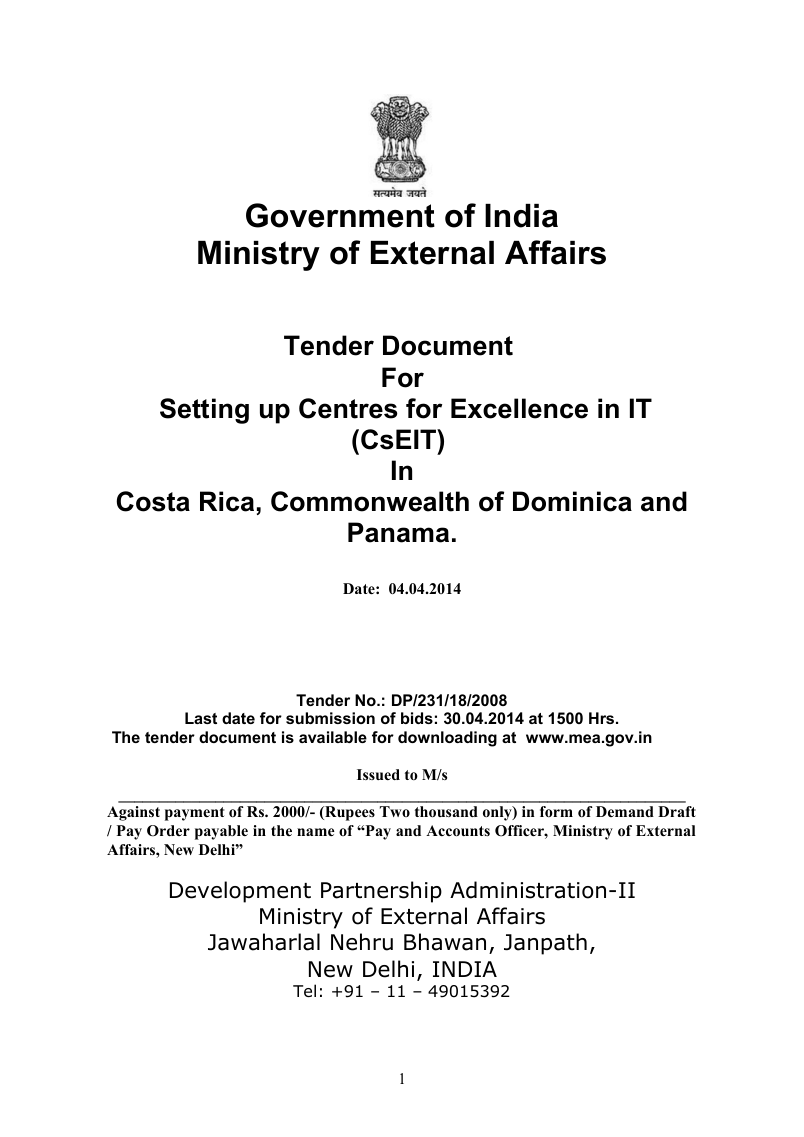 सत्यमेव जयते
Government of India
Ministry of External Affairs
Tender Document
For
Setting up Centres for Excellence in IT
(CsEIT)
In
Costa Rica, Commonwealth of Dominica and
Panama.
Date: 04.04.2014
Tender No.: DP/231/18/2008
Last date for submission of bids: 30.04.2014 at 1500 Hrs.
The tender document is available for downloading at www.mea.gov.in
Issued to M/s
Against payment of Rs. 2000/- (Rupees Two thousand only) in form of Demand Draft
/ Pay Order payable in the name of “Pay and Accounts Officer, Ministry of External
Affairs, New Delhi”
Development Partnership Administration-II
Ministry of External Affairs
Jawaharlal Nehru Bhawan, Janpath,
New Delhi, INDIA
Tel: +91 – 11 – 49015392
1